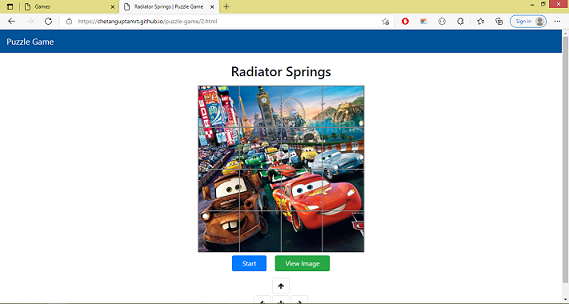 Games
Radiator Springs | Puzzle Game
https://chetanguptamrt.github.io/puzzle-game/2.html
Sign in
Puzzle Game
Radiator Springs
Start
View Image